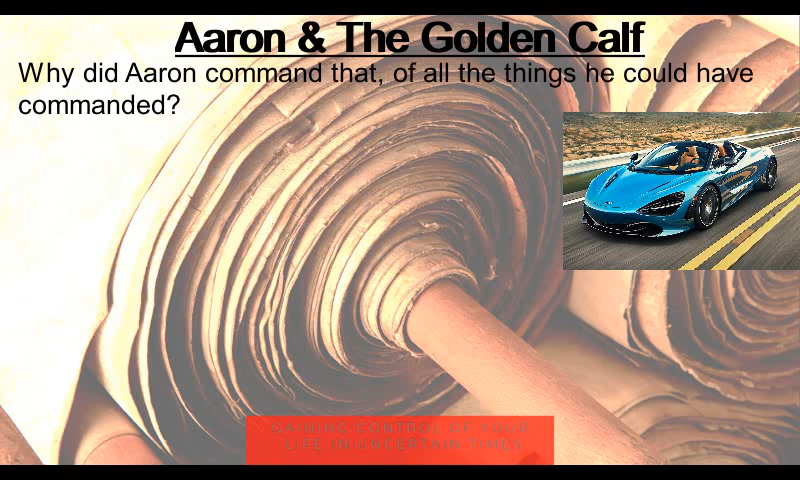 Aaron & The Golden Calf
Why did Aaron command that, of all the things he could have
commanded?
GAINING CONTROL OF YOUR
LIFE IN UNCERTAIN TIMES